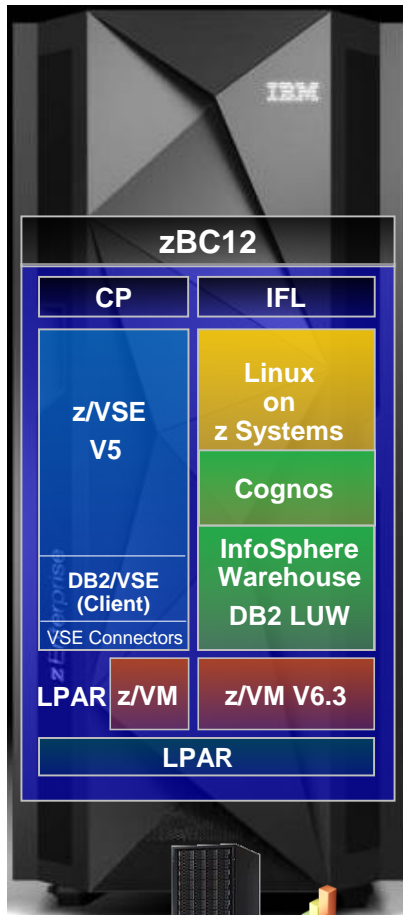 IBM
zBC12
CP
IFL
z/VSE
V5
DB2/VSE
(Client)
VSE Connectors
Linux
on
z Systems
Cognos
InfoSphere
Warehouse
DB2 LUW
zEnterprise
LPAR
z/VM
z/VM V6.3
LPAR